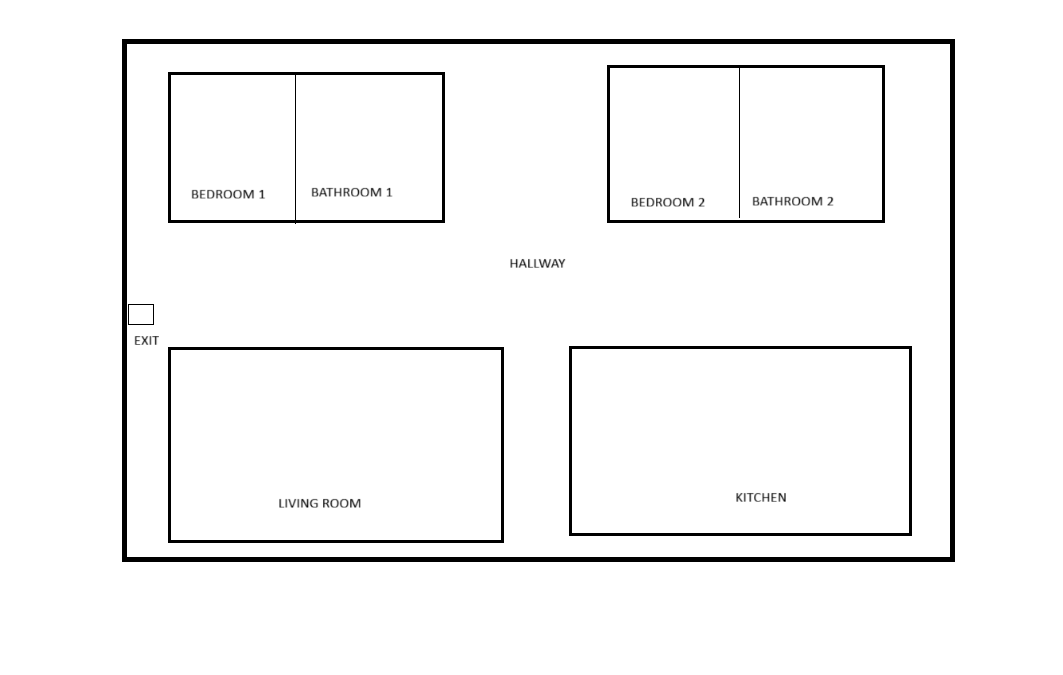 BEDROOM 1
BATHROOM 1
BEDROOM 2
BATHROOM 2
HALLWAY
EXIT
LIVING ROOM
KITCHEN